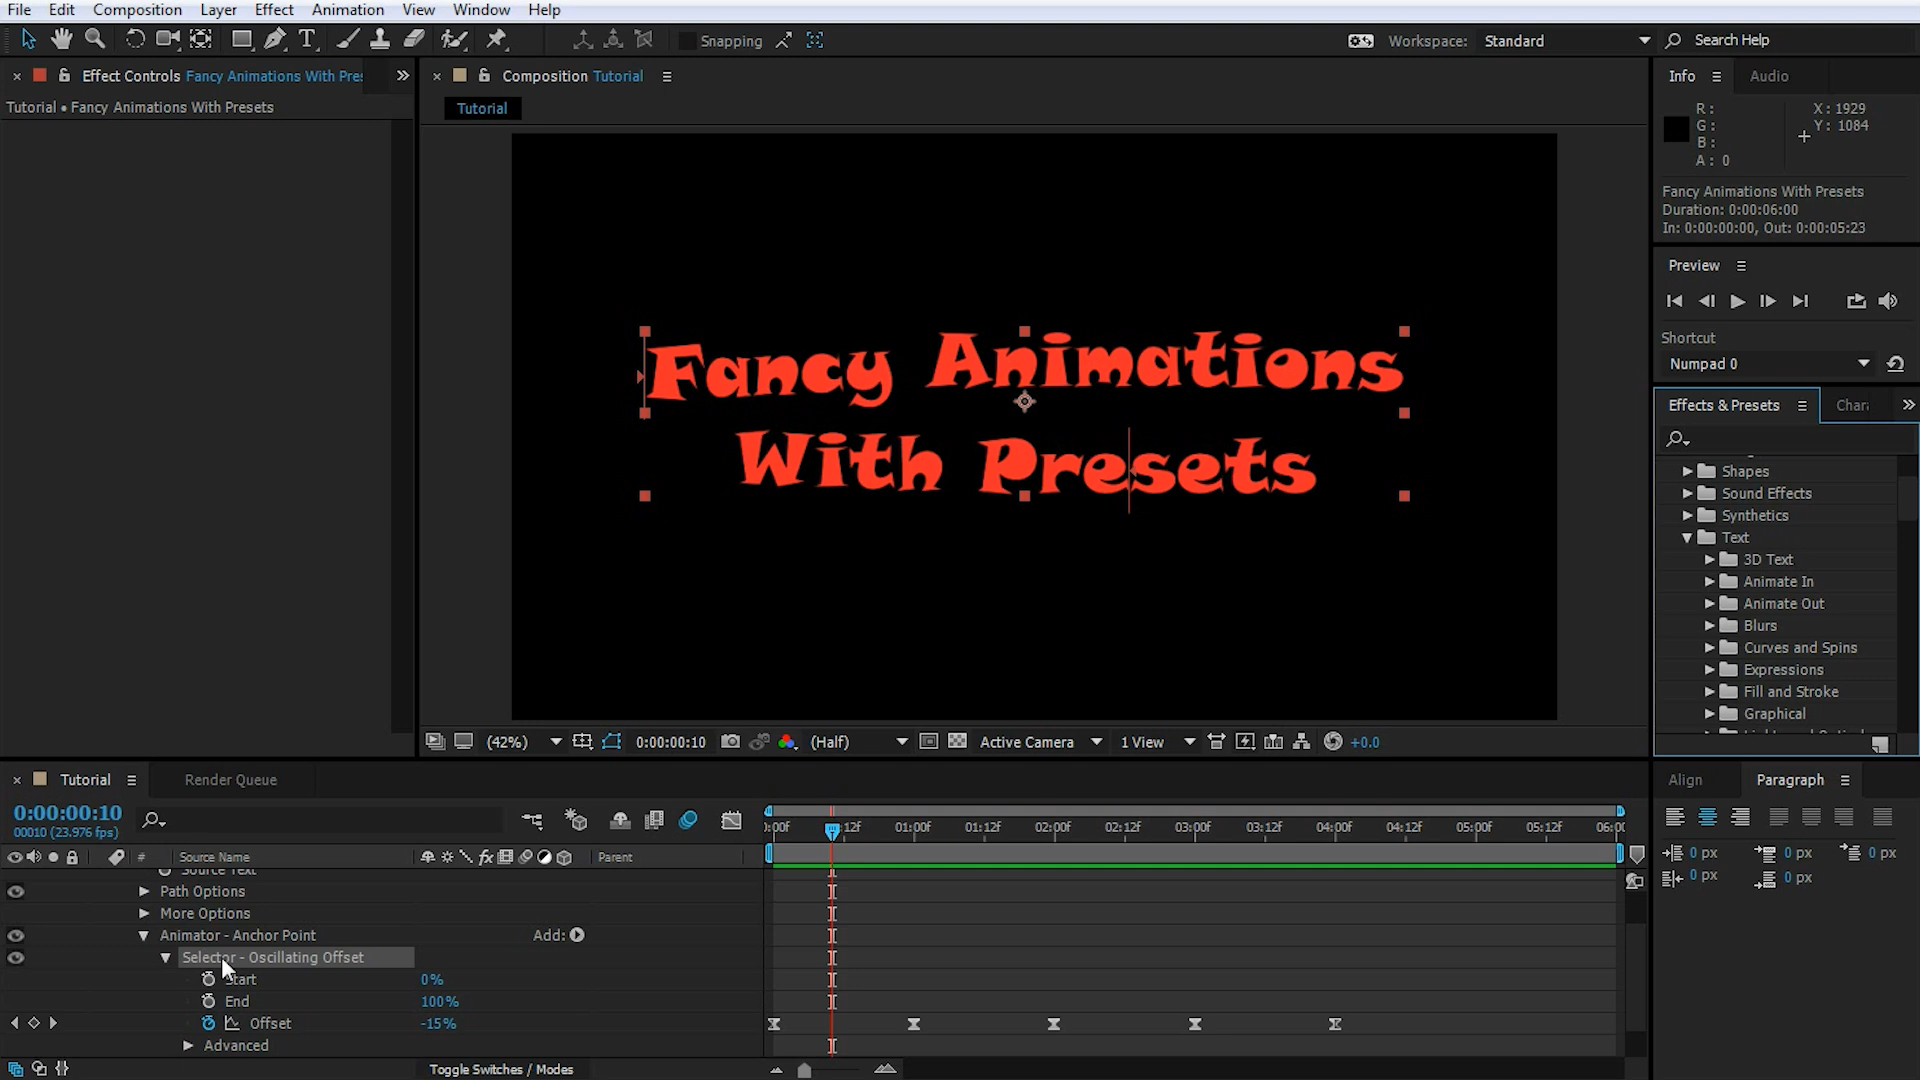 File Edit Composition Layer Effect Animation View Window Help
Snapping
Workspace: Standard
Search Help
Effect Controls Fancy Animations With Pres
Tutorial • Fancy Animations With Presets
Composition Tutorial
Tutorial
Fancy Animations
With Presets
(42%) 0:00:00:10 (Half) Active Camera 1 View +0.0
Info Audio
R :
G :
B :
A : 0
X : 1929
Y : 1084
Fancy Animations With Presets
Duration: 0:00:06:00
In: 0:00:00:00, Out: 0:00:05:23
Preview
Shortcut
Numpad 0
Effects & Presets Chara
Shapes
Sound Effects
Synthetics
Text
3D Text
Animate In
Animate Out
Blurs
Curves and Spins
Expressions
Fill and Stroke
Graphical
Tutorial Render Queue
0:00:00:10
00010 (23.976 fps)
# Source Name fx Parent
:00f 12f 01:00f 01:12f 02:00f 02:12f 03:00f 03:12f 04:00f 04:12f 05:00f 05:12f 06:00
Source Text
Path Options
More Options
Animator - Anchor Point Add:
Selector - Oscillating Offset
Start 0%
End 100%
Offset -15%
Advanced
Toggle Switches / Modes
Align Paragraph
0 px 0 px 0 px
0 px 0 px